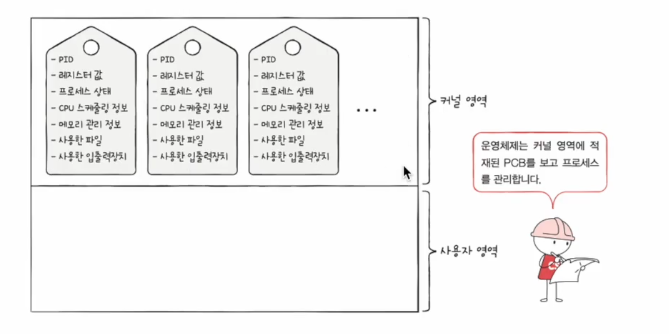 - PID
- 레지스터 값
- 프로세스 상태
- CPU 스케줄링 정보
- 메모리 관리 정보
- 사용한 파일
- 사용한 입출력장치
- PID
- 레지스터 값
- 프로세스 상태
- CPU 스케줄링 정보
- 메모리 관리 정보
- 사용한 파일
- 사용한 입출력장치
- PID
- 레지스터 값
- 프로세스 상태
- CPU 스케줄링 정보
- 메모리 관리 정보
- 사용한 파일
- 사용한 입출력장치
...
커널 영역
운영체제는 커널 영역에 적
재된 PCB를 보고 프로세스
를 관리합니다.
사용자 영역